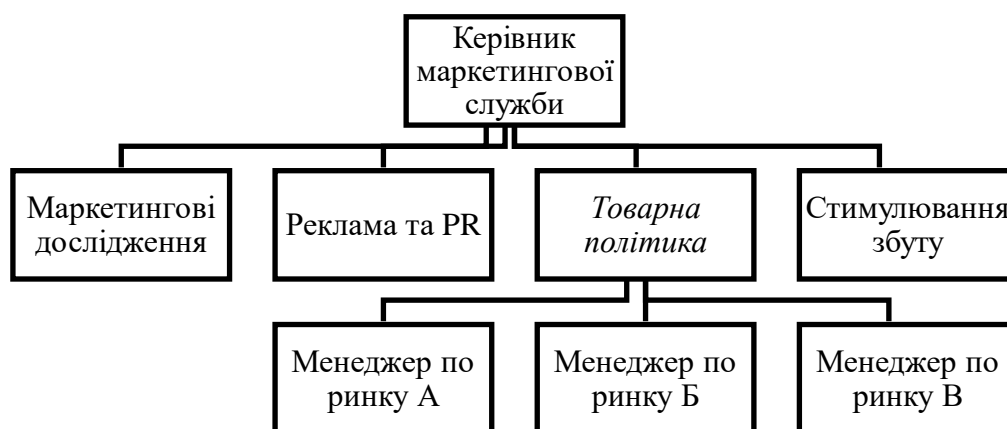 Керівник
маркетингової
служби
Маркетингові
дослідження
Реклама та PR
Товарна
політика
Стимулювання
збуту
Менеджер по
ринку А
Менеджер по
ринку Б
Менеджер по
ринку В